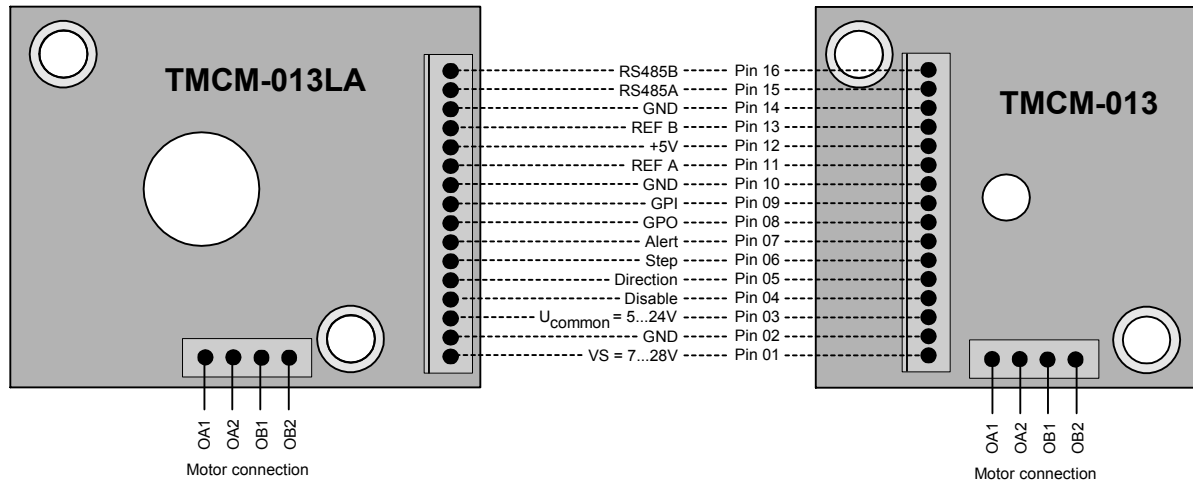 TMCM-013LA
TMCM-013
RS485B Pin 16
RS485A Pin 15
GND Pin 14
REF B Pin 13
+5V Pin 12
REF A Pin 11
GND Pin 10
GPI Pin 09
GPO Pin 08
Alert Pin 07
Step Pin 06
Direction Pin 05
Disable Pin 04
Ucommon = 5...24V Pin 03
GND Pin 02
VS = 7...28V Pin 01
OA1 OA2 OB1 OB2
Motor connection
OA1 OA2 OB1 OB2
Motor connection